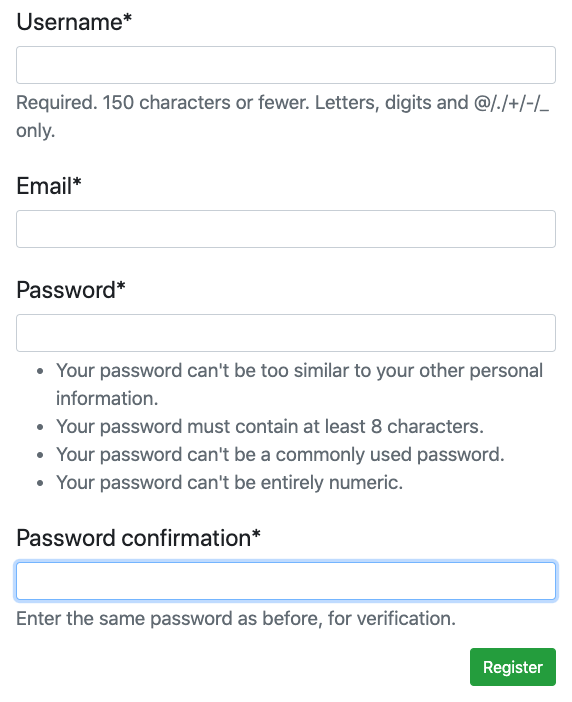 Username*
Required. 150 characters or fewer. Letters, digits and @/./+/-/_
only.
Email*
Password*
• Your password can't be too similar to your other personal
information.
• Your password must contain at least 8 characters.
• Your password can't be a commonly used password.
• Your password can't be entirely numeric.
Password confirmation*
Enter the same password as before, for verification.
Register